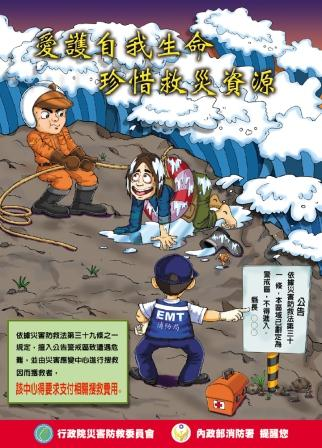 愛護自我生命
珍惜救災資源
EMT
消防局
公告
依據災害防救法第三十
一條，本區域已劃定為
警戒區，不得進入。
縣長 ○○○
依據災害防救法第三十九條之一
規定，擅入公告警戒區致遭遇危
難，並由災害應變中心進行搜救
因而獲救者，
該中心得要求支付相關搜救費用。
行政院災害防救委員會
內政部消防署 提醒您